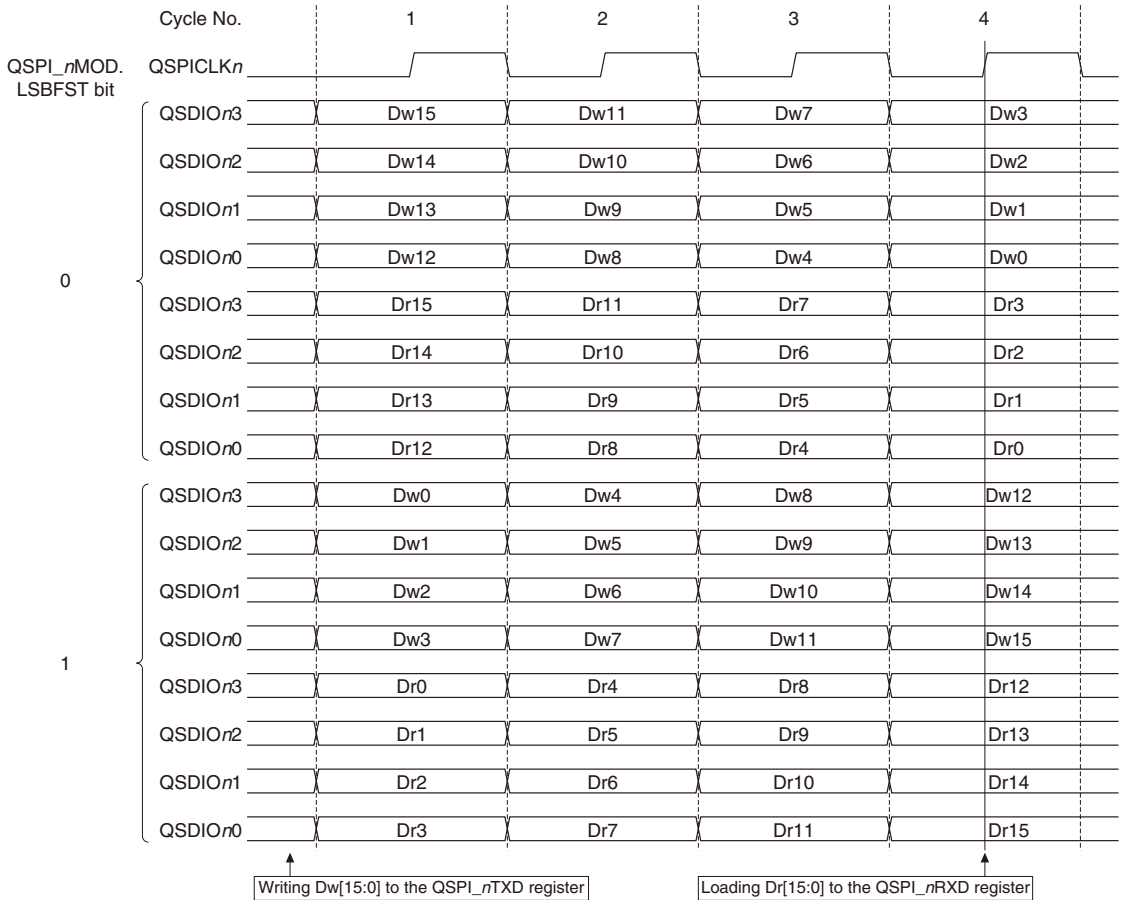 Cycle No. 1 2 3 4
QSPI_nMOD. QSPICLKn
LSBFST bit
QSDIOn3 Dw15 Dw11 Dw7 Dw3
QSDIOn2 Dw14 Dw10 Dw6 Dw2
QSDIOn1 Dw13 Dw9 Dw5 Dw1
QSDIOn0 Dw12 Dw8 Dw4 Dw0
0
QSDIOn3 Dr15 Dr11 Dr7 Dr3
QSDIOn2 Dr14 Dr10 Dr6 Dr2
QSDIOn1 Dr13 Dr9 Dr5 Dr1
QSDIOn0 Dr12 Dr8 Dr4 Dr0
QSDIOn3 Dw0 Dw4 Dw8 Dw12
QSDIOn2 Dw1 Dw5 Dw9 Dw13
QSDIOn1 Dw2 Dw6 Dw10 Dw14
QSDIOn0 Dw3 Dw7 Dw11 Dw15
1
QSDIOn3 Dr0 Dr4 Dr8 Dr12
QSDIOn2 Dr1 Dr5 Dr9 Dr13
QSDIOn1 Dr2 Dr6 Dr10 Dr14
QSDIOn0 Dr3 Dr7 Dr11 Dr15
Writing Dw[15:0] to the QSPI_nTXD register Loading Dr[15:0] to the QSPI_nRXD register